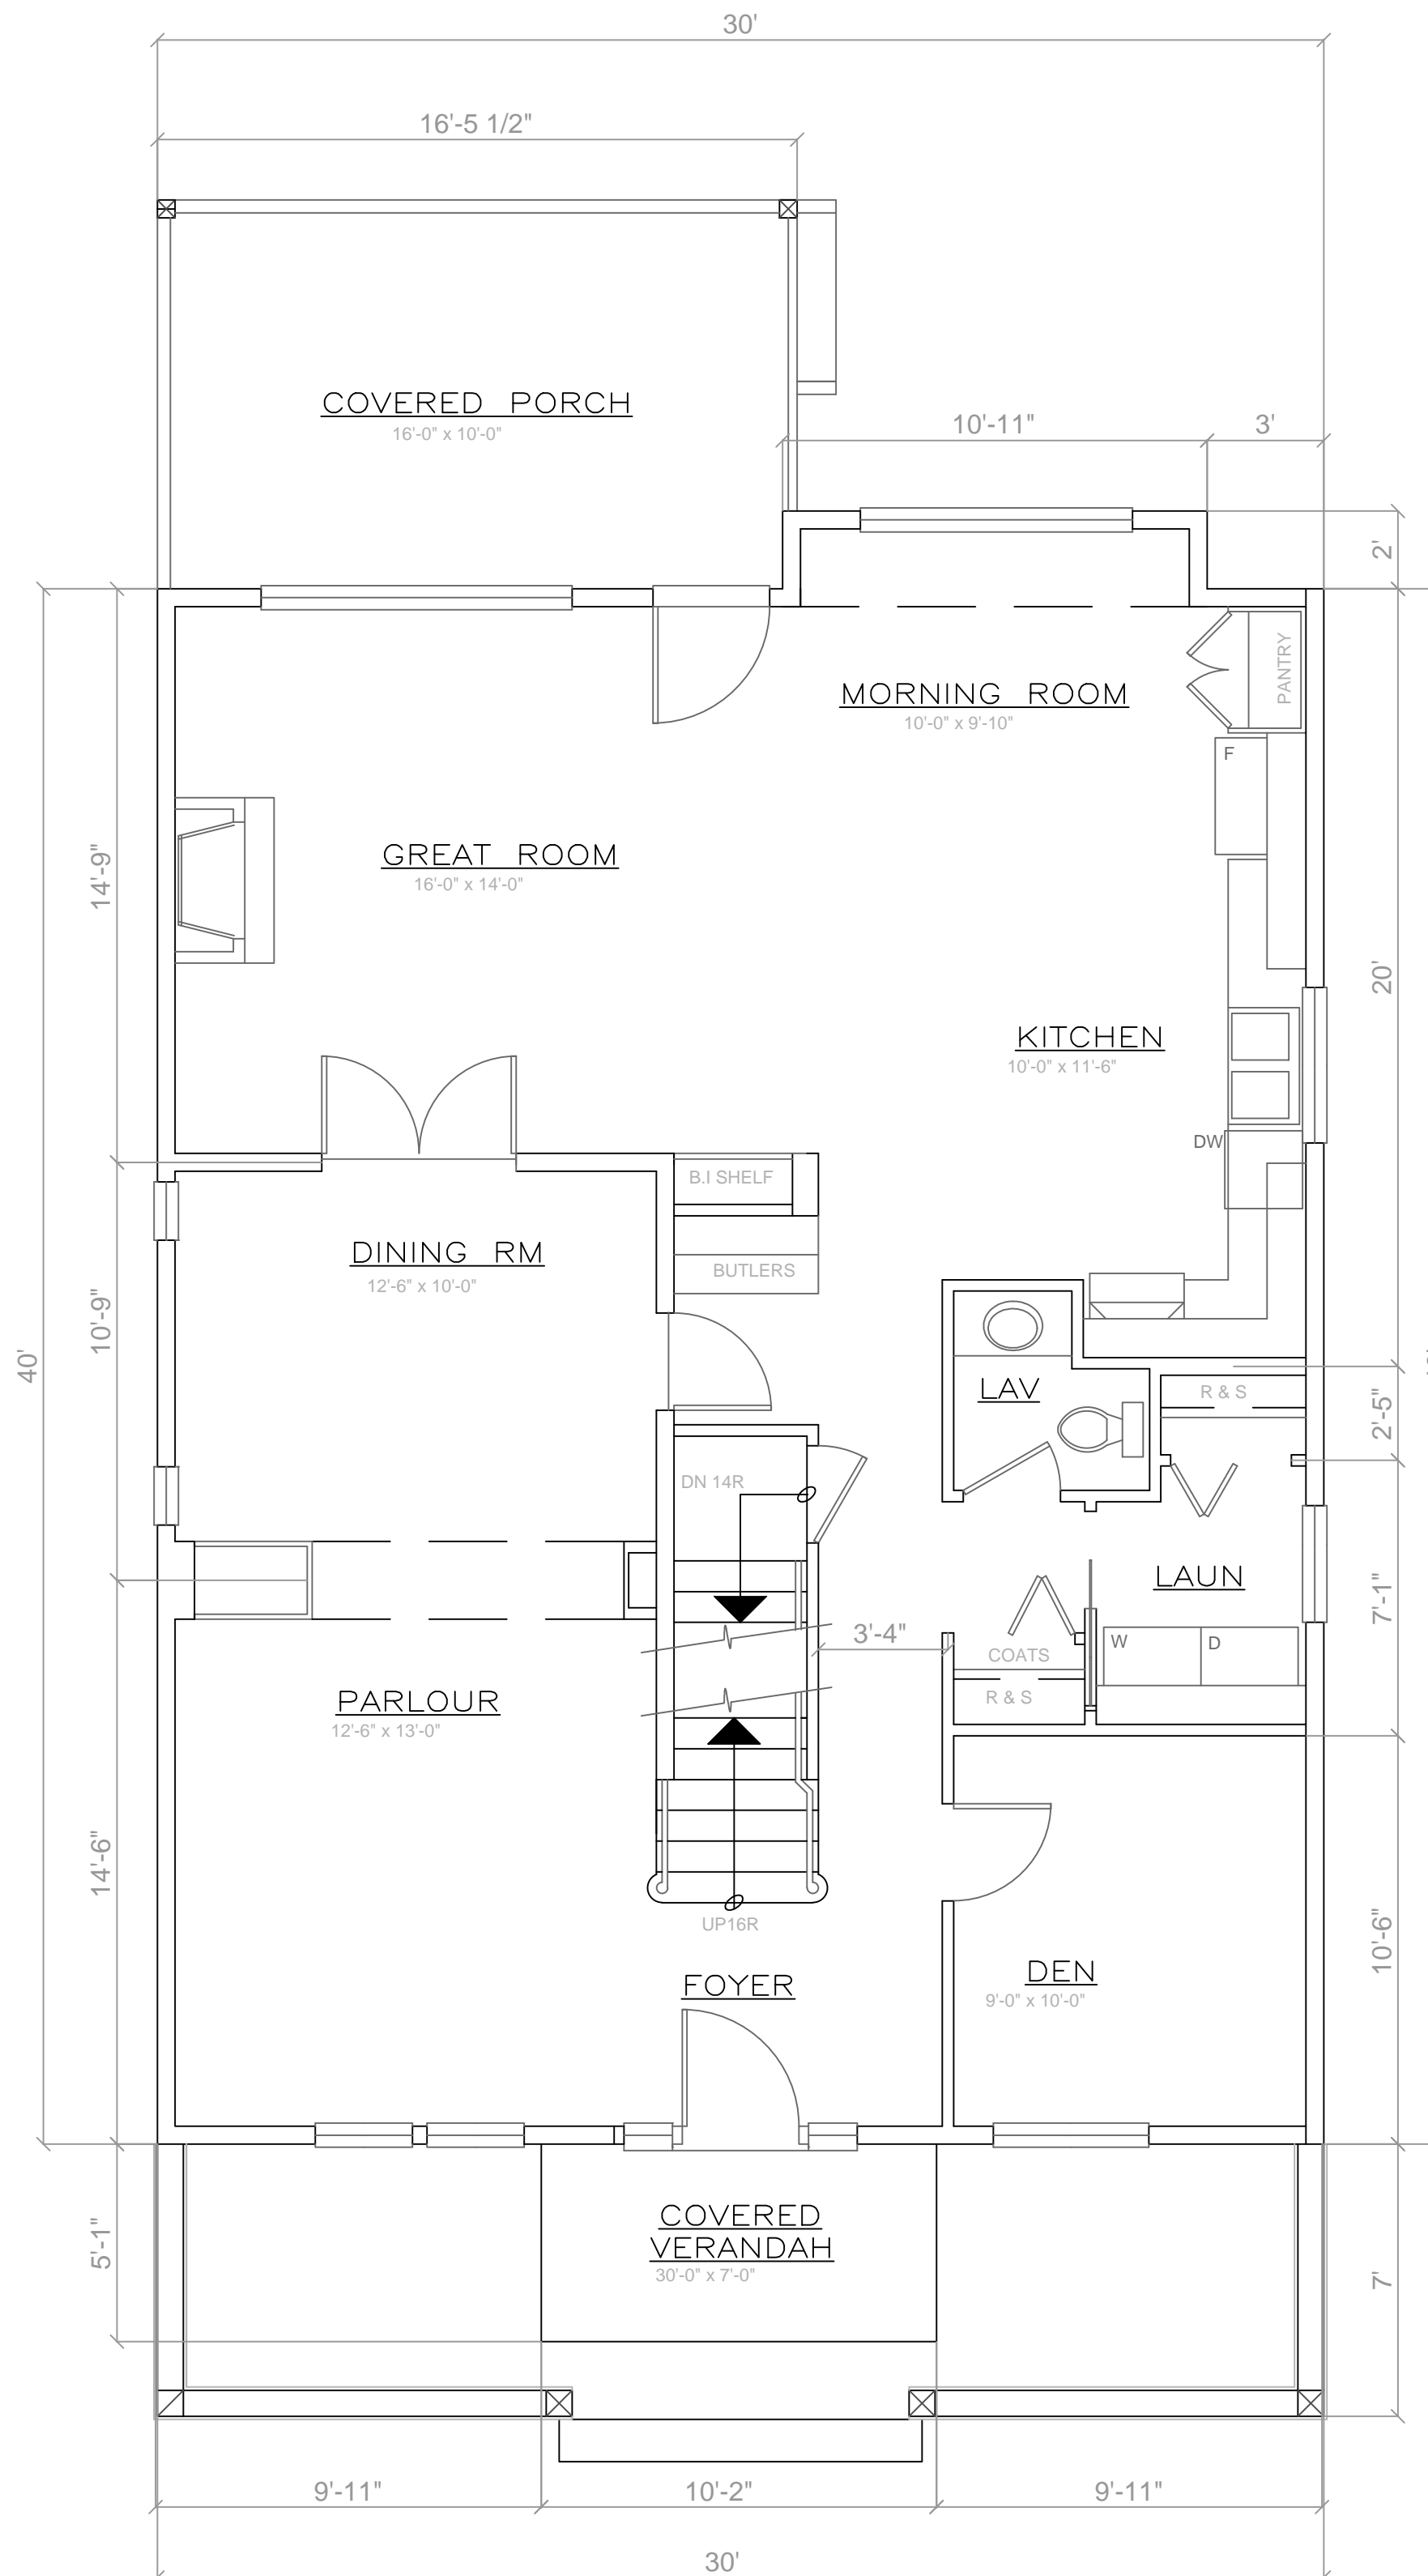 30'
16'-5 1/2"
COVERED PORCH
16'-0" x 10'-0"
10'-11"
3'
2'
MORNING ROOM
10'-0" x 9'-10"
PANTRY
F
GREAT ROOM
16'-0" x 14'-0"
14'-9"
20'
KITCHEN
10'-0" x 11'-6"
DW
B.I SHELF
DINING RM
12'-6" x 10'-0"
BUTLERS
10'-9"
40'
LAV
R & S
2'-5"
DN 14R
LAUN
7'-1"
3'-4"
COATS
W
D
R & S
PARLOUR
12'-6" x 13'-0"
14'-6"
UP16R
FOYER
DEN
9'-0" x 10'-0"
10'-6"
COVERED
VERANDAH
30'-0" x 7'-0"
5'-1"
7'
9'-11"
10'-2"
9'-11"
30'